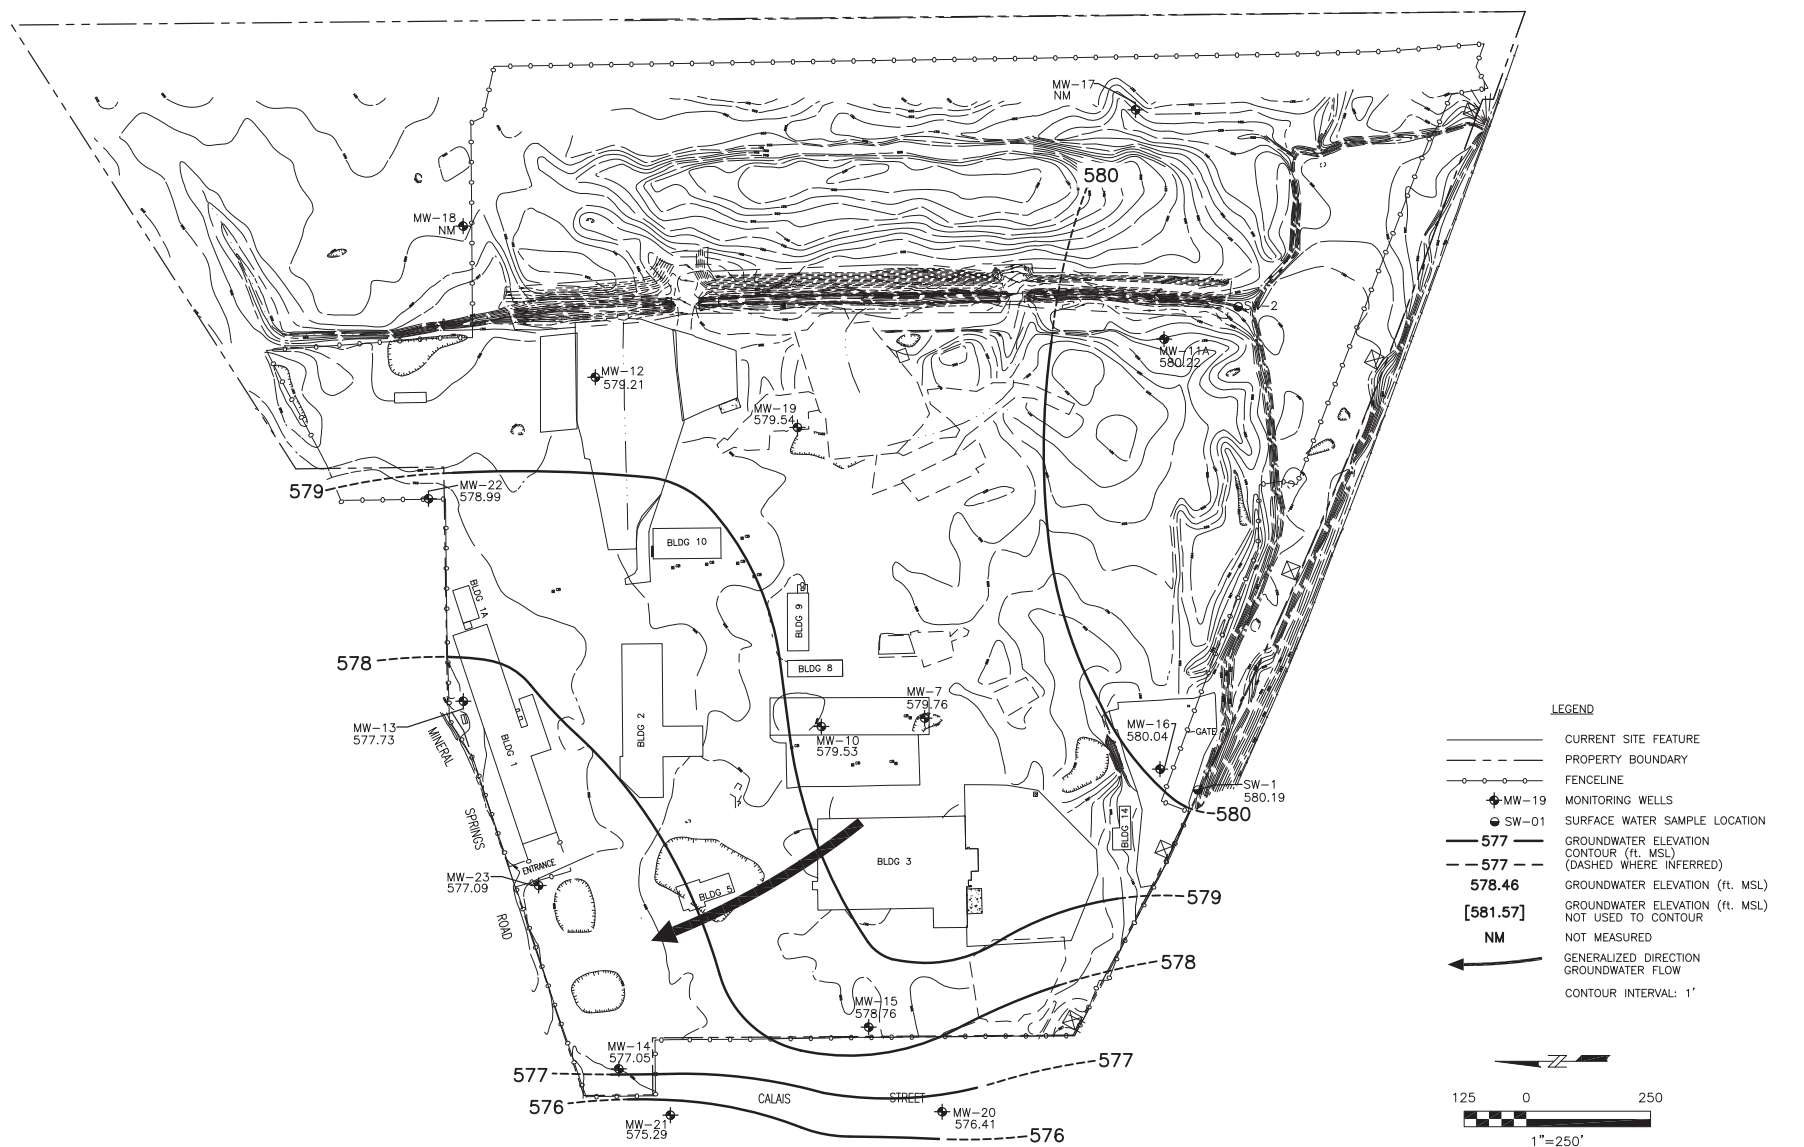 MW-17
NM
580
MW-18
NM
MW-11A
580.22
MW-12
579.21
MW-19
579.54
579
MW-22
578.99
BLDG 10
CB
BLDG 1A
BLDG 9
BLDG 8
578
MW-13
577.73
MINERAL
SPRINGS
ROAD
BLDG 1
BLDG 2
MW-7
579.76
MW-10
579.53
MW-16
580.04
GATE
SW-1
580.19
580
BLDG 14
BLDG 3
BLDG 5
ENTRANCE
MW-23
577.09
579
578
MW-15
578.76
MW-14
577.05
577
577
576
CALAIS STREET
MW-21
575.29
MW-20
576.41
576
LEGEND
CURRENT SITE FEATURE
PROPERTY BOUNDARY
FENCELINE
MW-19 MONITORING WELLS
SW-01 SURFACE WATER SAMPLE LOCATION
577 GROUNDWATER ELEVATION
CONTOUR (ft. MSL)
577 (DASHED WHERE INFERRED)
578.46 GROUNDWATER ELEVATION (ft. MSL)
[581.57] GROUNDWATER ELEVATION (ft. MSL)
NOT USED TO CONTOUR
NM NOT MEASURED
GENERALIZED DIRECTION
GROUNDWATER FLOW
CONTOUR INTERVAL: 1'
Z
125 0 250
1"=250'